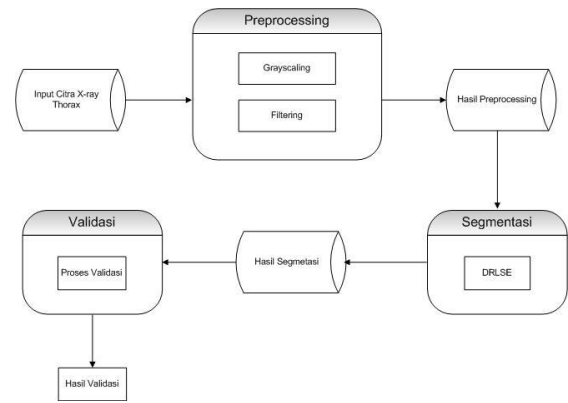 Preprocessing
Grayscaling
Input Citra X-ray
Thorax
Hasil Preprocessing
Filtering
Validasi
Segmentasi
Hasil Segmetasi
Proses Validasi
DRLSE
Hasil Validasi